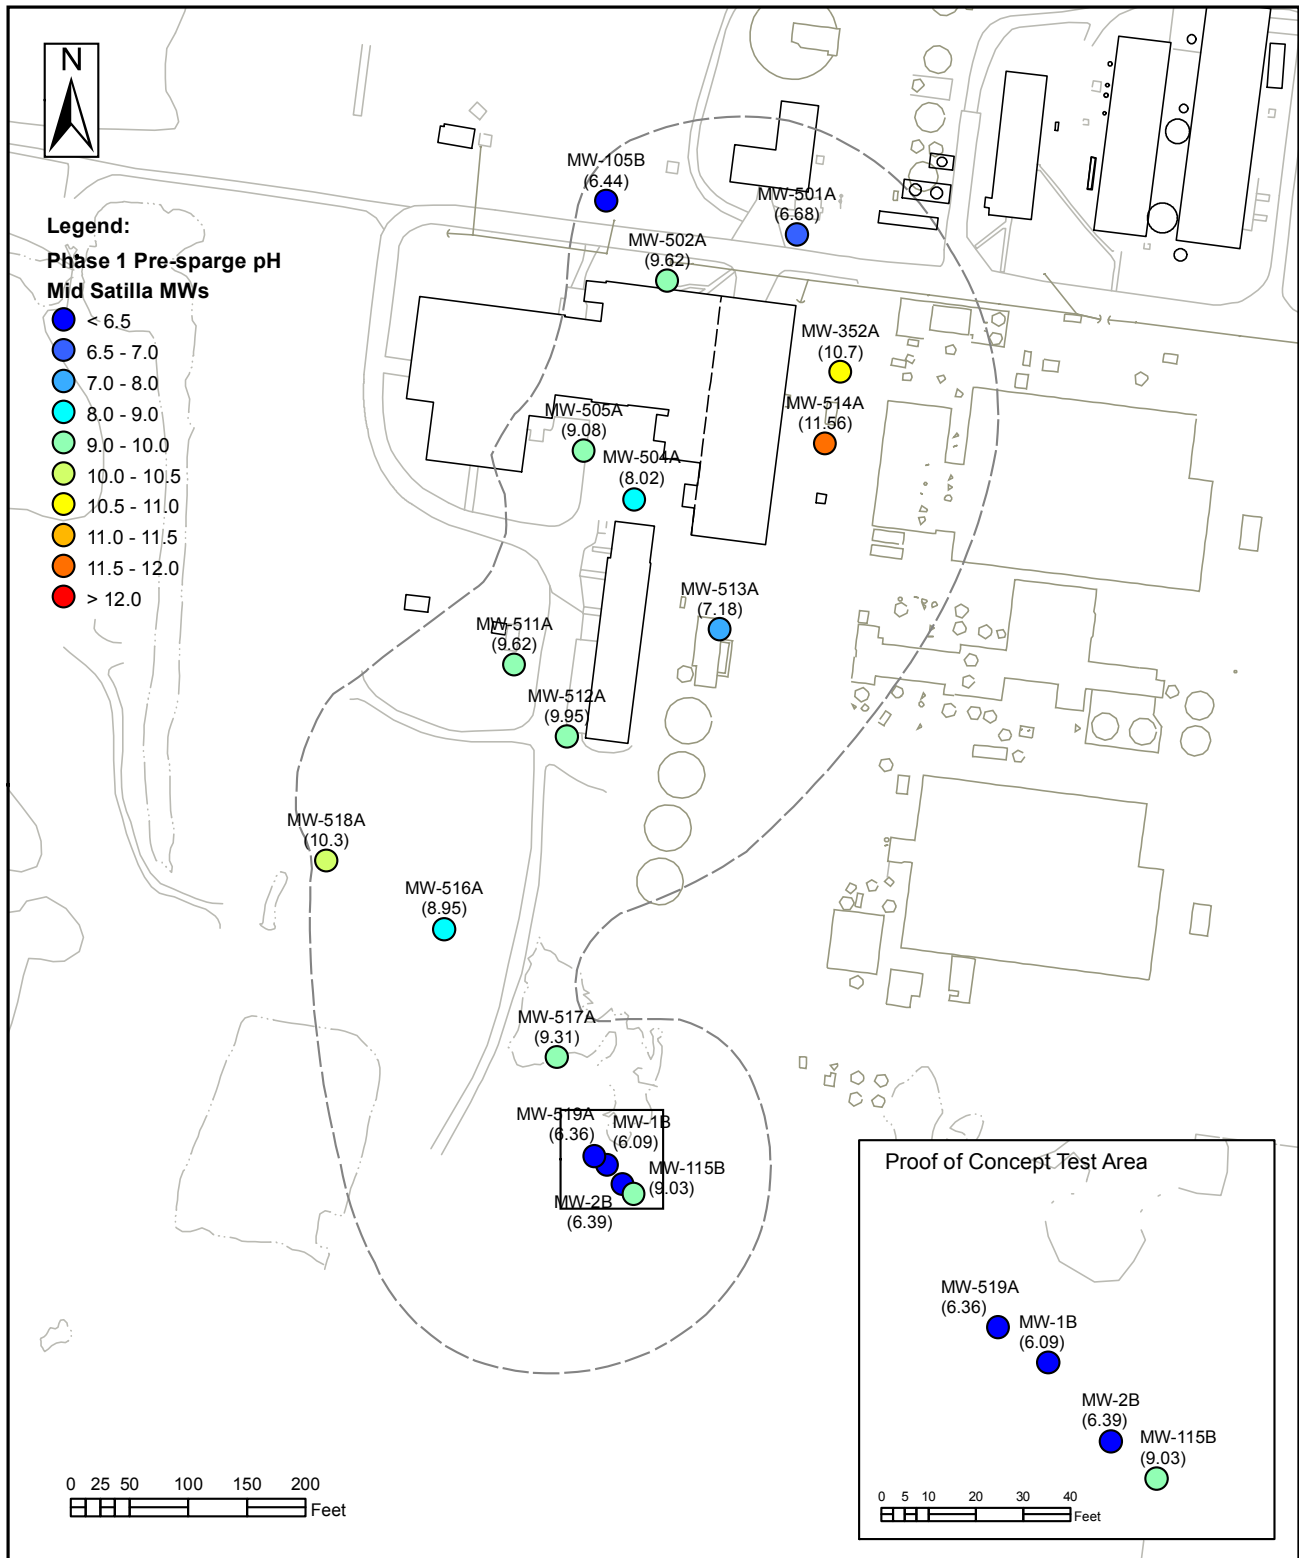 N
Legend:
Phase 1 Pre-sparge pH
Mid Satilla MWs
< 6.5
6.5 - 7.0
7.0 - 8.0
8.0 - 9.0
9.0 - 10.0
10.0 - 10.5
10.5 - 11.0
11.0 - 11.5
11.5 - 12.0
> 12.0
MW-105B
(6.44)
MW-501A
(6.68)
MW-502A
(9.62)
MW-352A
(10.7)
MW-514A
(11.56)
MW-505A
(9.08)
MW-504A
(8.02)
MW-513A
(7.18)
MW-511A
(9.62)
MW-512A
(9.95)
MW-518A
(10.3)
MW-516A
(8.95)
MW-517A
(9.31)
MW-519A
(6.36)
MW-1B
(6.09)
MW-115B
(9.03)
MW-2B
(6.39)
Proof of Concept Test Area
MW-519A
(6.36)
MW-1B
(6.09)
MW-2B
(6.39)
MW-115B
(9.03)
0 5 10 20 30 40
Feet
0 25 50 100 150 200
Feet